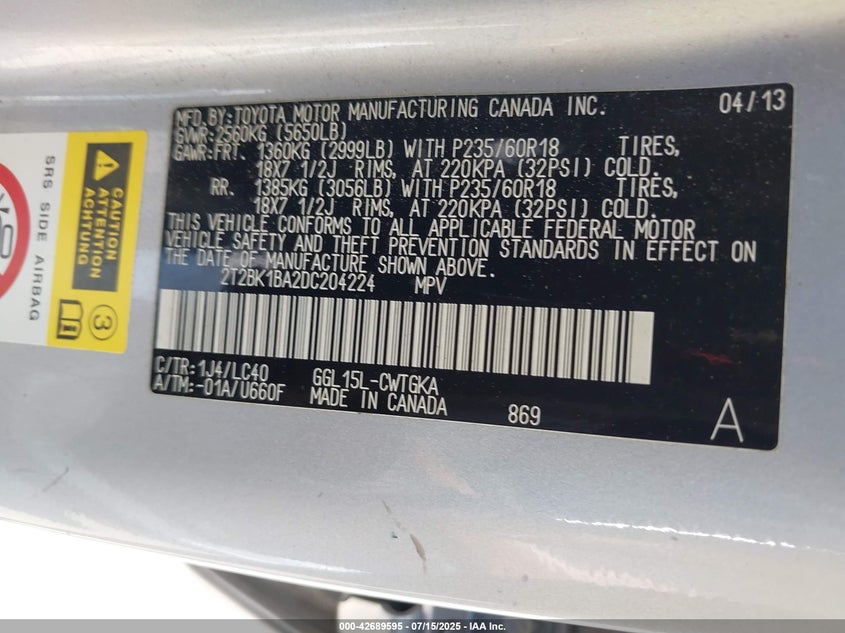 MFD. BY: TOYOTA MOTOR MANUFACTURING CANADA INC. 04/13
GVWR: 2560KG (5650LB)
GAWR: FRT. 1360KG (2999LB) WITH P235/60R18 TIRES,
18X7 1/2J RIMS, AT 220KPA (32PSI) COLD.
RR. 1385KG (3056LB) WITH P235/60R18 TIRES,
18X7 1/2J RIMS, AT 220KPA (32PSI) COLD.
THIS VEHICLE CONFORMS TO ALL APPLICABLE FEDERAL MOTOR
VEHICLE SAFETY AND THEFT PREVENTION STANDARDS IN EFFECT ON
THE DATE OF MANUFACTURE SHOWN ABOVE.
2T2BK1BA2DC204224 MPV
C/TR: 1J4/LC40 GGL15L-CWTGKA
A/TM: -01A/U660F MADE IN CANADA 869 A
CAUTION
ATTENTION
ACHTUNG
SRS SIDE AIRBAG
3
000-42689595 - 07/15/2025 - IAA Inc.